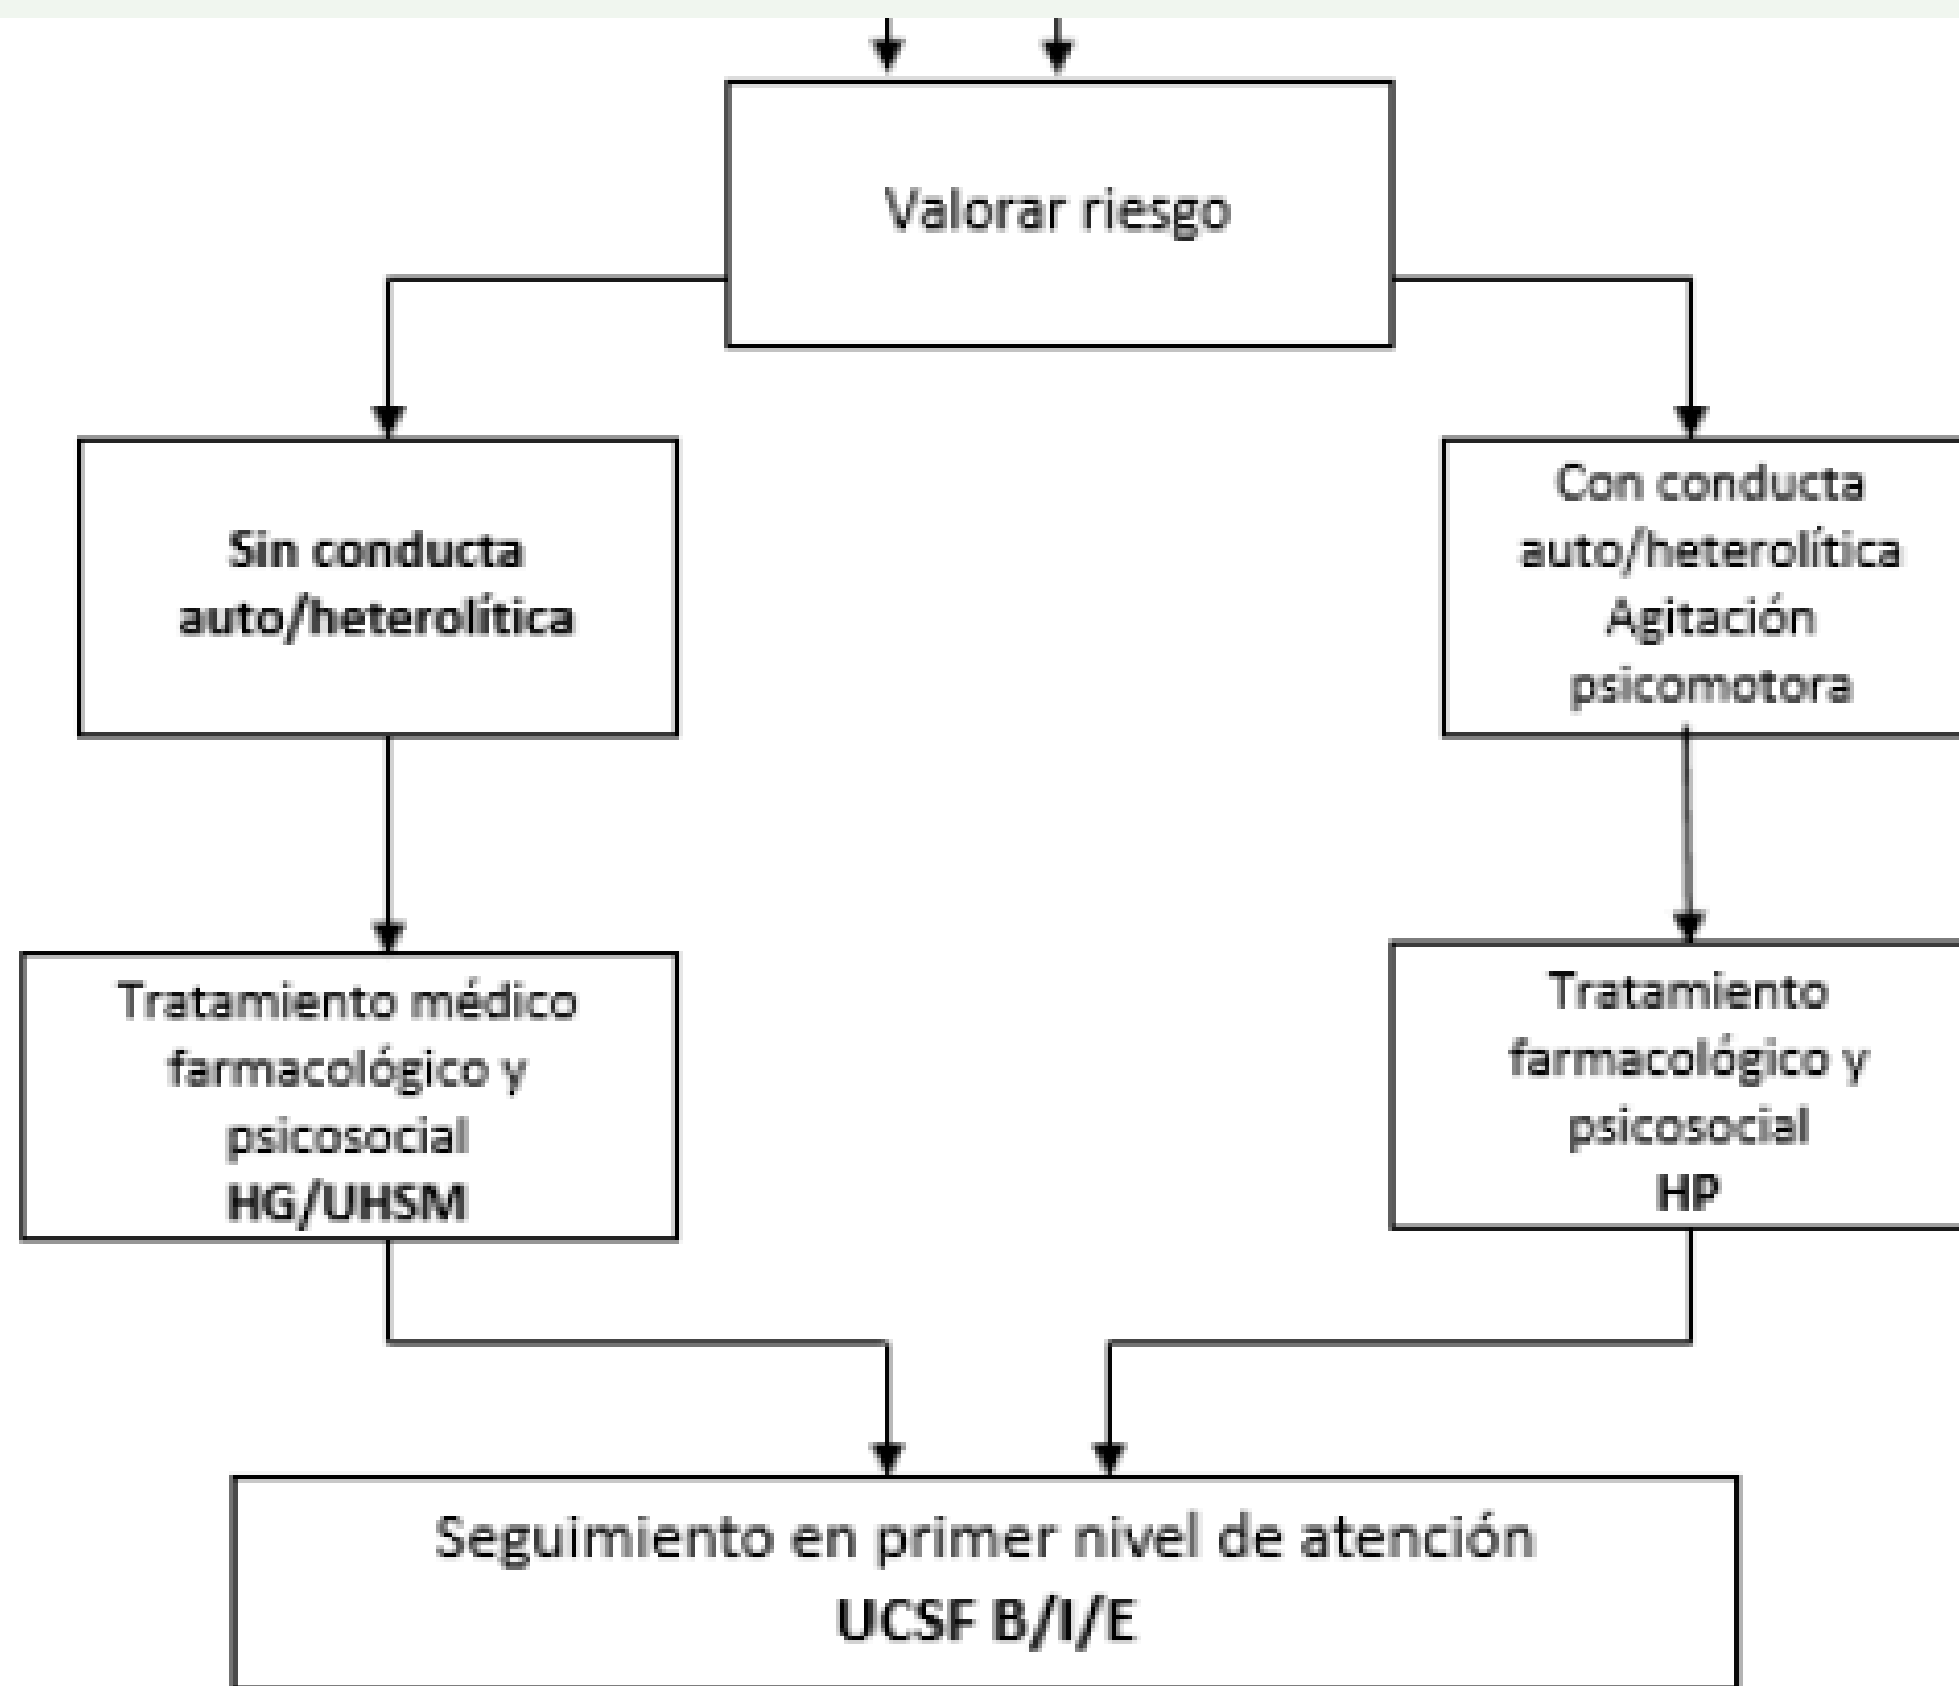 Valorar riesgo
Sin conducta
auto/heterolítica
Con conducta
auto/heterolítica
Agitación
psicomotora
Tratamiento médico
farmacológico y
psicosocial
HG/UHSM
Tratamiento
farmacológico y
psicosocial
HP
Seguimiento en primer nivel de atención
UCSF B/I/E